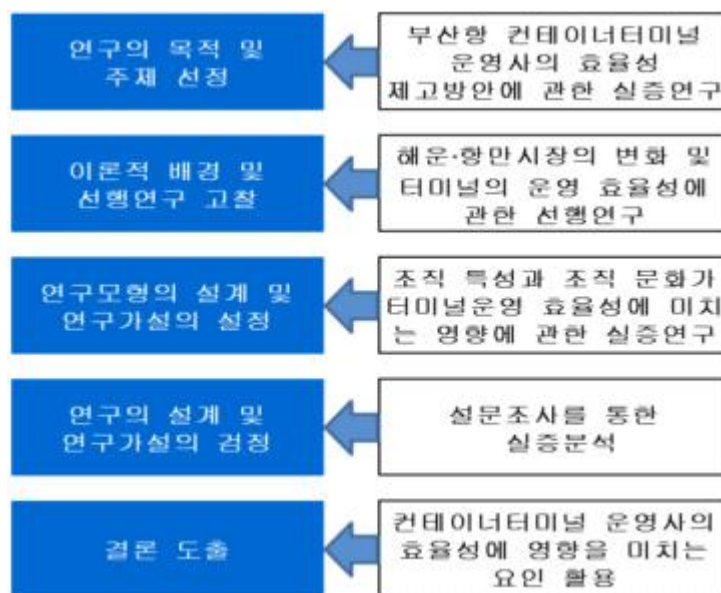 연구의 목적 및
주제 선정
부산항 컨테이너터미널
운영사의 효율성
제고방안에 관한 실증연구
이론적 배경 및
선행연구 고찰
해운·항만시장의 변화 및
터미널의 운영 효율성에
관한 선행연구
연구모형의 설계 및
연구가설의 설정
조직 특성과 조직 문화가
터미널운영 효율성에 미치
는 영향에 관한 실증연구
연구의 설계 및
연구가설의 검정
설문조사를 통한
실증분석
결론 도출
컨테이너터미널 운영사의
효율성에 영향을 미치는
요인 활용